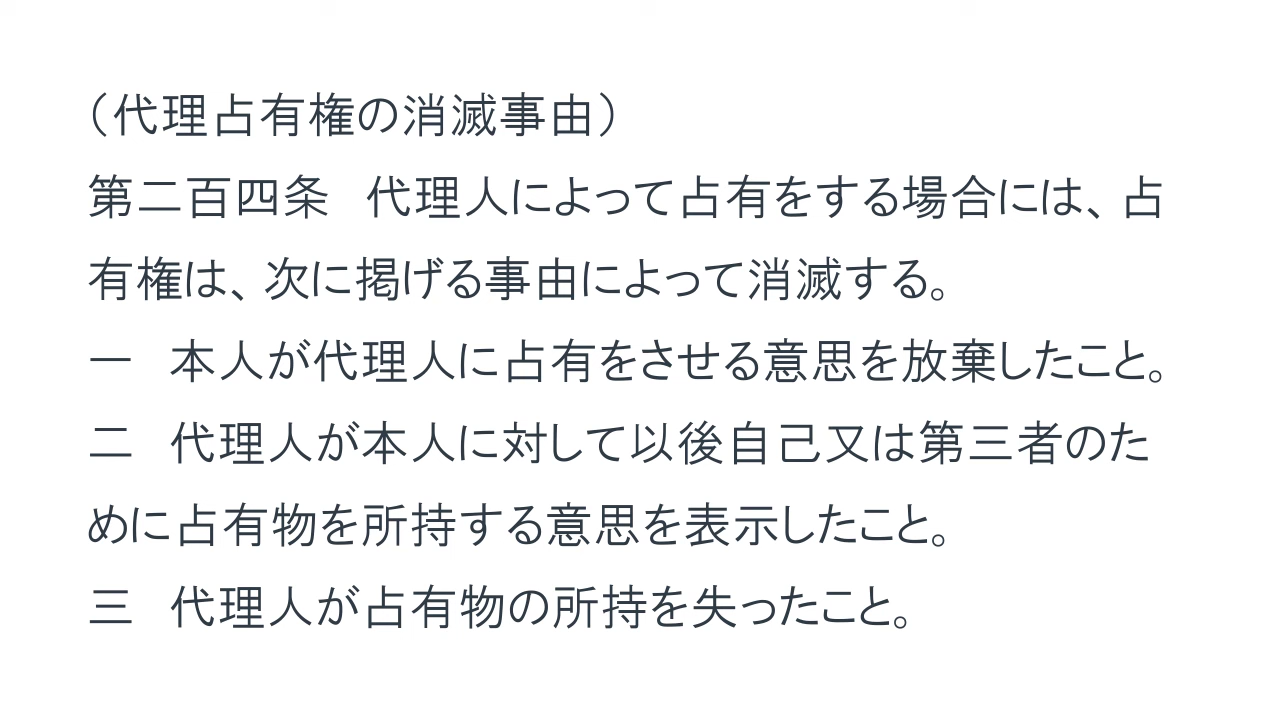 （代理占有権の消滅事由）
第二百四条　代理人によって占有をする場合には、占
有権は、次に掲げる事由によって消滅する。
一　本人が代理人に占有をさせる意思を放棄したこと。
二　代理人が本人に対して以後自己又は第三者のた
めに占有物を所持する意思を表示したこと。
三　代理人が占有物の所持を失ったこと。